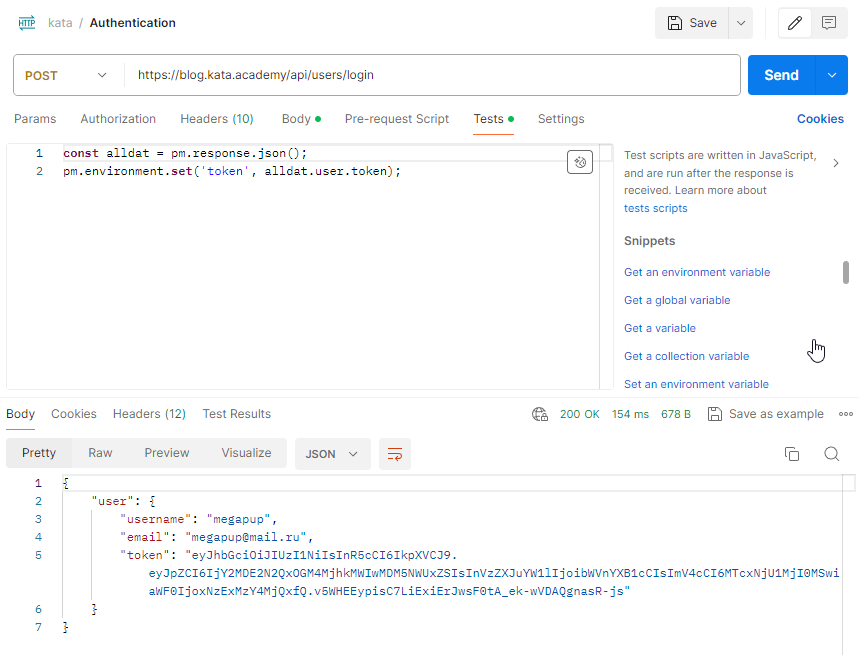 HTTP kata / Authentication Save
POST https://blog.kata.academy/api/users/login Send
Params Authorization Headers (10) Body Pre-request Script Tests Settings Cookies
1 const alldat = pm.response.json();
2 pm.environment.set('token', alldat.user.token);
Test scripts are written in JavaScript,
and are run after the response is
received. Learn more about
tests scripts
Snippets
Get an environment variable
Get a global variable
Get a variable
Get a collection variable
Set an environment variable
Body Cookies Headers (12) Test Results 200 OK 154 ms 678 B Save as example
Pretty Raw Preview Visualize JSON
1 {
2 "user": {
3 "username": "megapup",
4 "email": "megapup@mail.ru",
5 "token": "eyJhbGciOiJIUzI1NiIsInR5cCI6IkpXVCJ9.
eyJpZCI6IjY2MDE2N2QxOGM4MjhkMWIwMDM5NWUxZSIsInVzZXJuYW1lIjoibWVnYXB1cCIsImV4cCI6MTcxNjU1MjI0MSwi
aWF0IjoxNzExMzY4MjQxfQ.v5WHEEypisC7LiExiErJwsF0tA_ek-wVDAQgnasR-js"
6 }
7 }